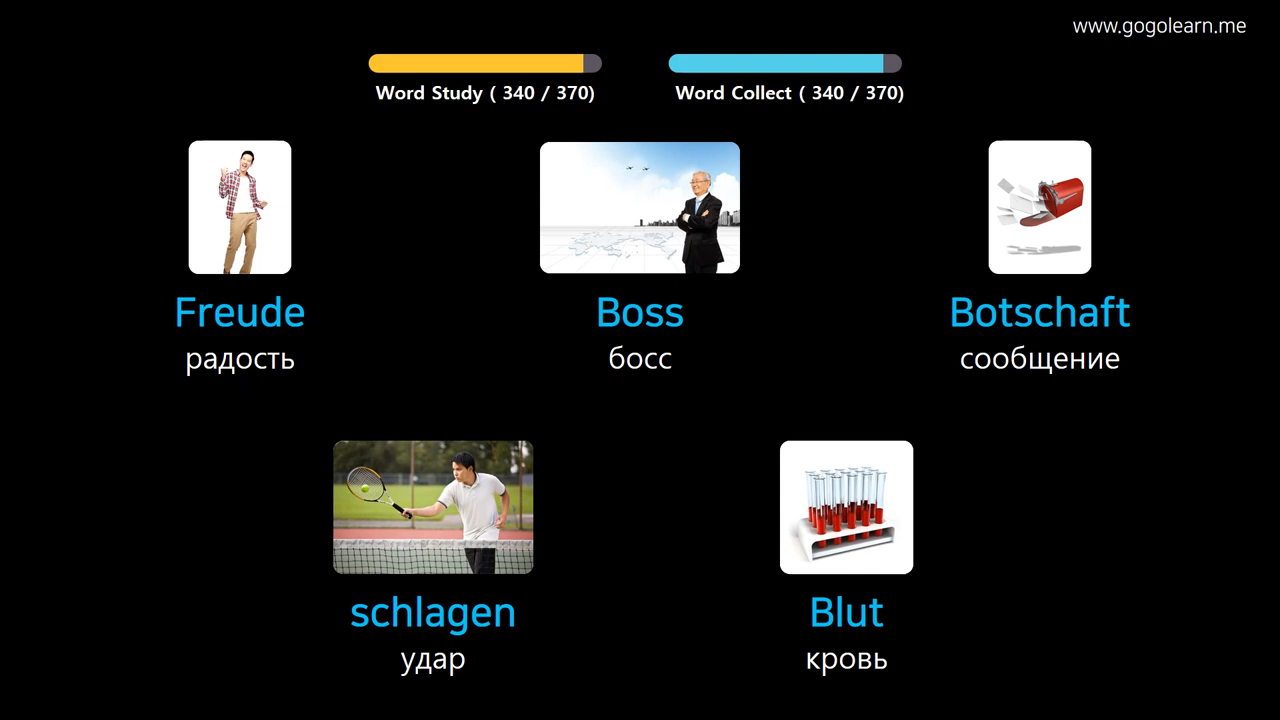 www.gogolearn.me
Word Study ( 340 / 370)
Word Collect ( 340 / 370)
Freude
радость
Boss
босс
Botschaft
сообщение
schlagen
удар
Blut
кровь